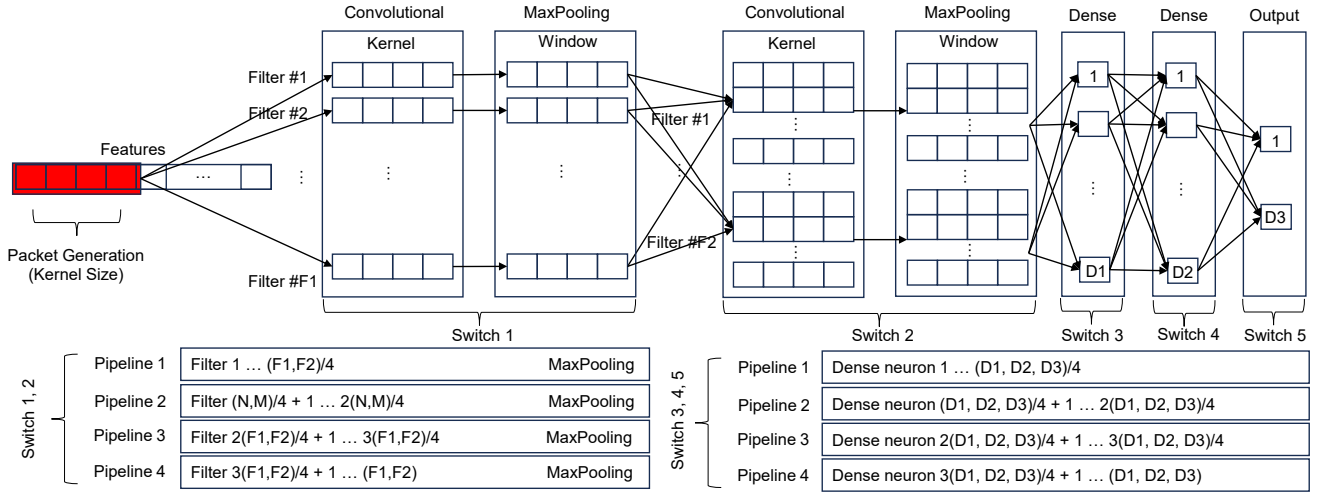 Convolutional MaxPooling Convolutional MaxPooling Dense Dense Output
Kernel Window Kernel Window
Filter #1
1 1
Filter #2
Filter #1
1
Features
...
D3
Filter #F2
Packet Generation
(Kernel Size)
Filter #F1
D1 D2
Switch 1 Switch 2 Switch 3 Switch 4 Switch 5
Switch 1, 2
Pipeline 1 Filter 1 … (F1,F2)/4 MaxPooling
Pipeline 2 Filter (N,M)/4 + 1 … 2(N,M)/4 MaxPooling
Pipeline 3 Filter 2(F1,F2)/4 + 1 … 3(F1,F2)/4 MaxPooling
Pipeline 4 Filter 3(F1,F2)/4 + 1 … (F1,F2) MaxPooling
Switch 3, 4, 5
Pipeline 1 Dense neuron 1 … (D1, D2, D3)/4
Pipeline 2 Dense neuron (D1, D2, D3)/4 + 1 … 2(D1, D2, D3)/4
Pipeline 3 Dense neuron 2(D1, D2, D3)/4 + 1 … 3(D1, D2, D3)/4
Pipeline 4 Dense neuron 3(D1, D2, D3)/4 + 1 … (D1, D2, D3)